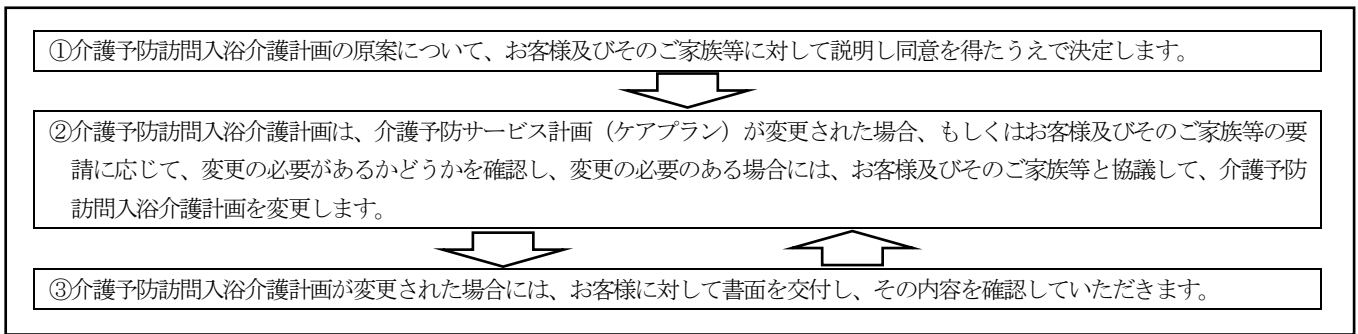 ①介護予防訪問入浴介護計画の原案について、お客様及びそのご家族等に対して説明し同意を得たうえで決定します。
②介護予防訪問入浴介護計画は、介護予防サービス計画（ケアプラン）が変更された場合、もしくはお客様及びそのご家族等の要
請に応じて、変更の必要があるかどうかを確認し、変更の必要のある場合には、お客様及びそのご家族等と協議して、介護予防
訪問入浴介護計画を変更します。
③介護予防訪問入浴介護計画が変更された場合には、お客様に対して書面を交付し、その内容を確認していただきます。